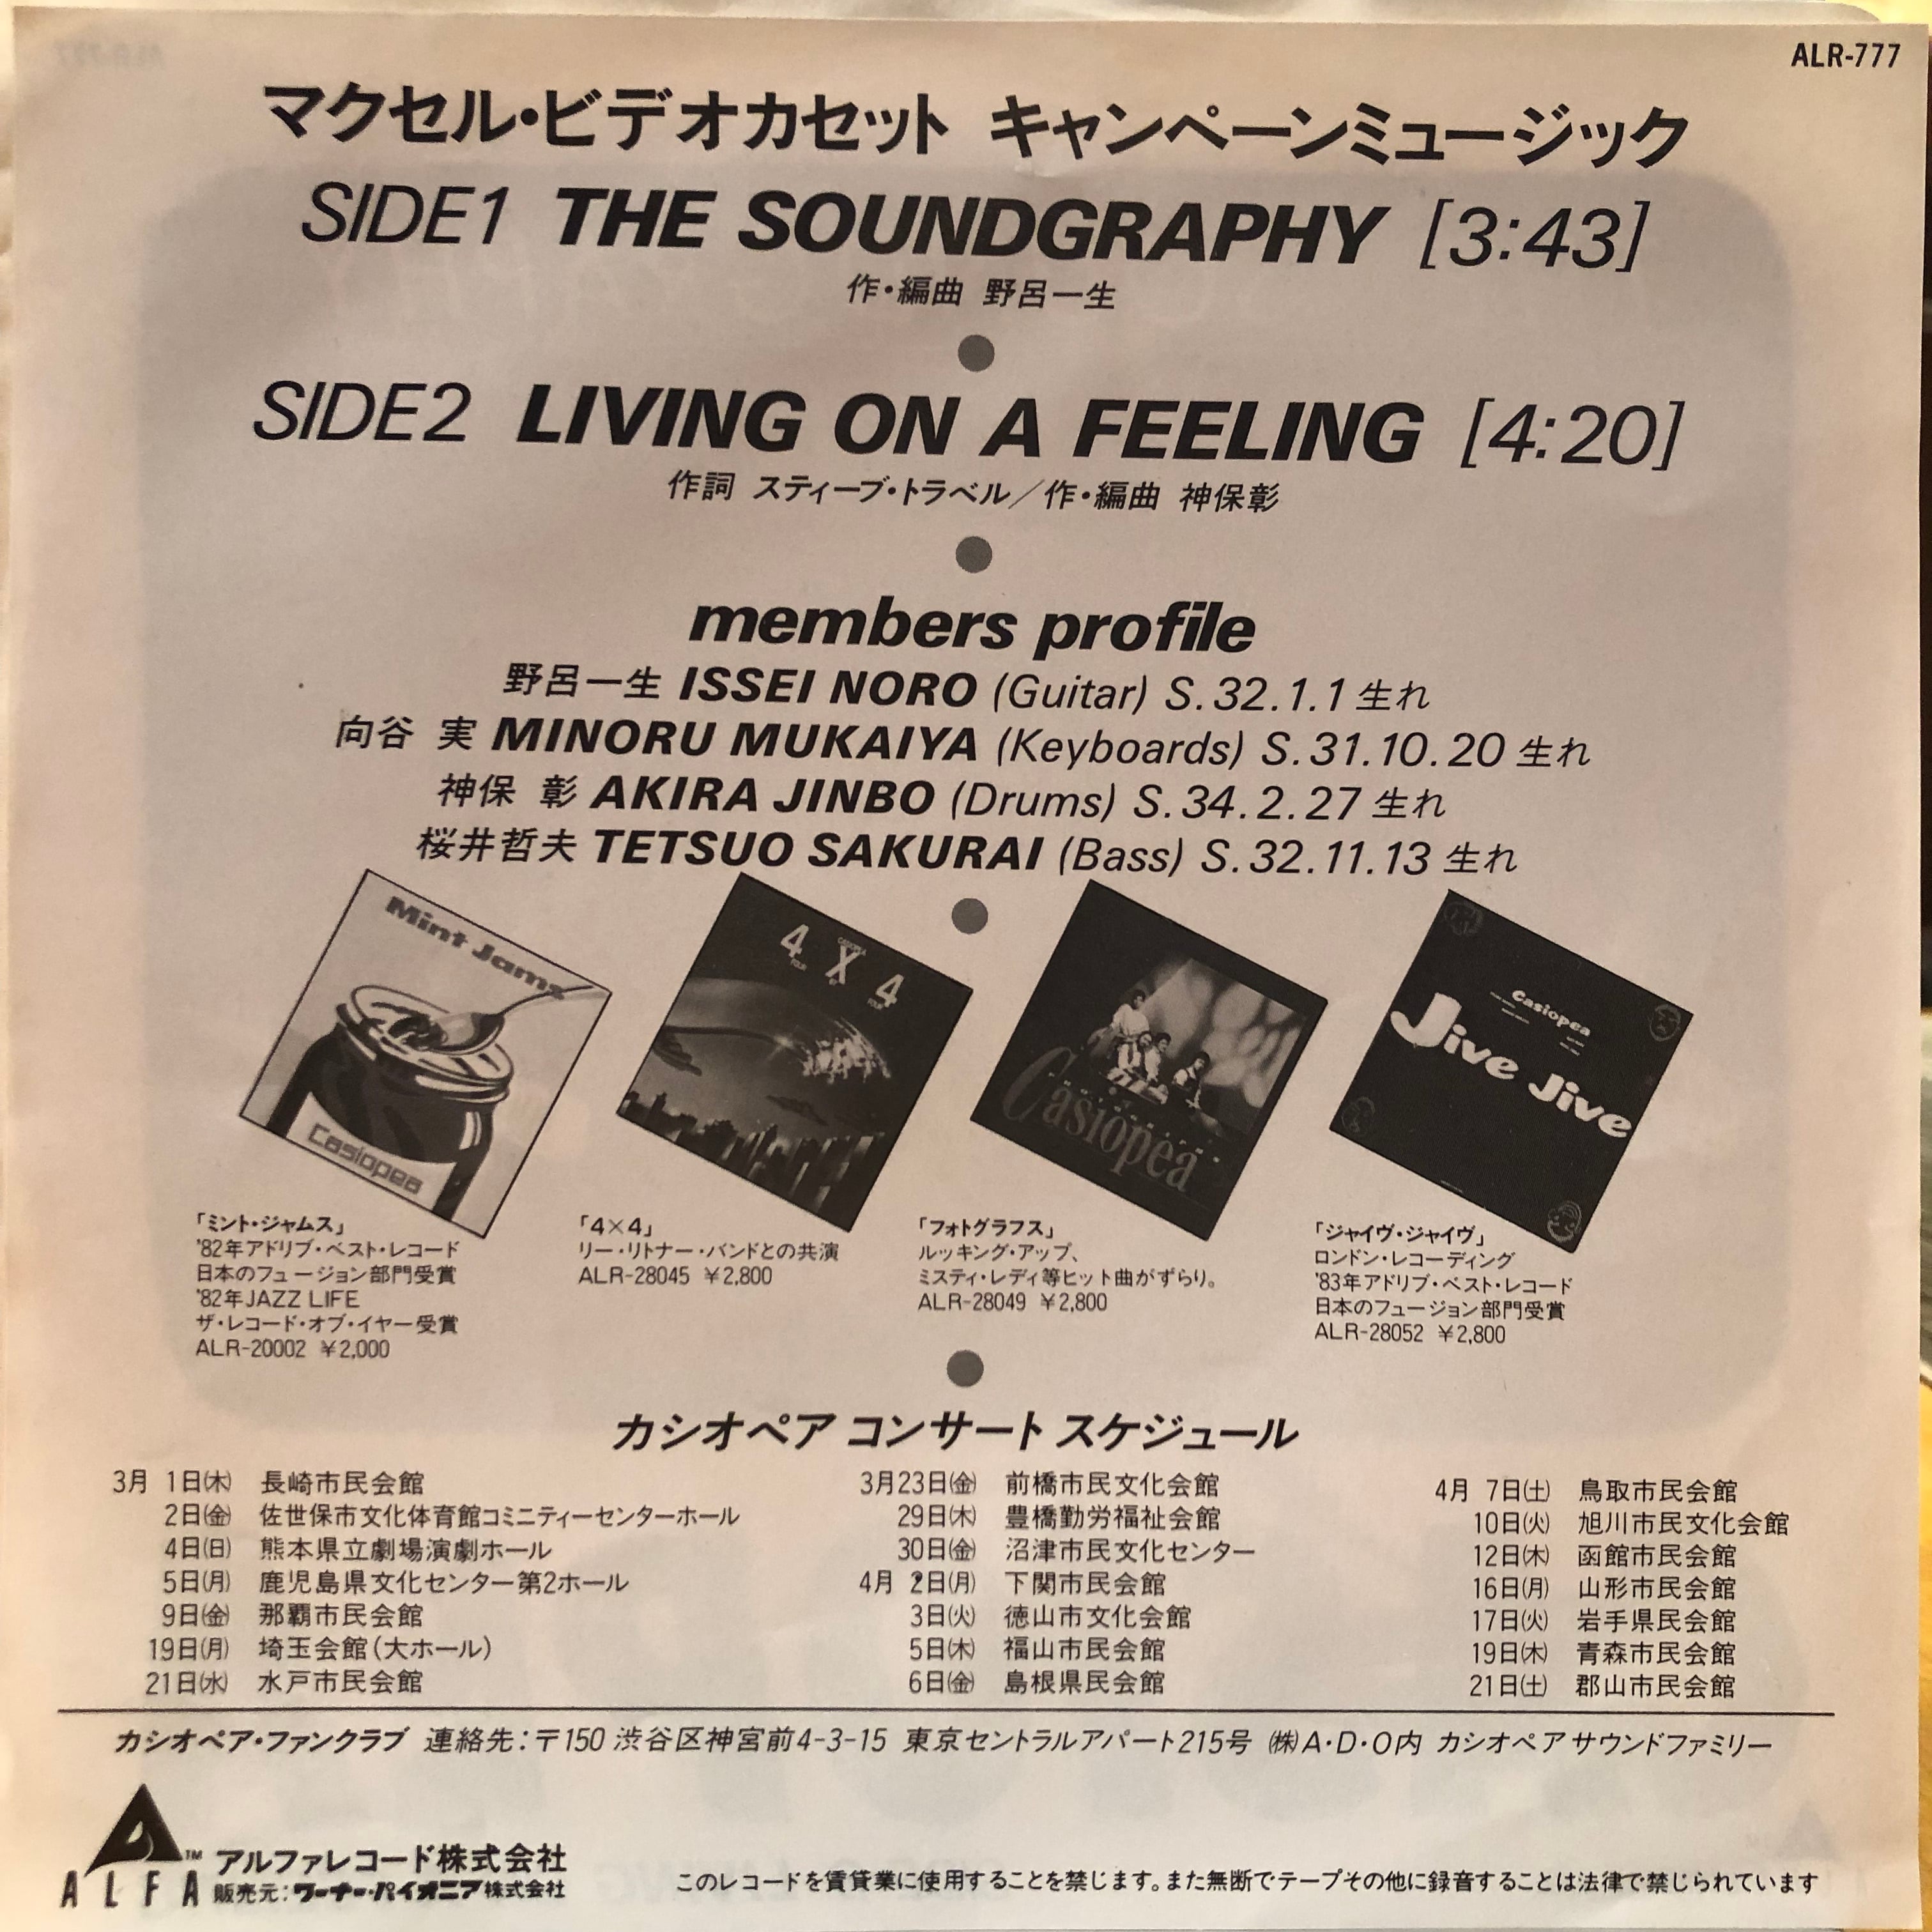 ALR-777
マクセル・ビデオカセット キャンペーンミュージック
SIDE1 THE SOUNDGRAPHY [3:43]
作・編曲 野呂一生
SIDE2 LIVING ON A FEELING [4:20]
作詞 スティーブ・トラベル／作・編曲 神保彰
members profile
野呂一生 ISSEI NORO (Guitar) S.32.1.1生れ
向谷 実 MINORU MUKAIYA (Keyboards) S.31.10.20生れ
神保 彰 AKIRA JINBO (Drums) S.34.2.27生れ
桜井哲夫 TETSUO SAKURAI (Bass) S.32.11.13生れ
Mint Jams
Casiopea
4 X 4
Casiopea
Casiopea
Jive Jive
「ミント・ジャムス」
'82年アドリブ・ベスト・レコード
日本のフュージョン部門受賞
'82年JAZZ LIFE
ザ・レコード・オブ・イヤー受賞
ALR-20002 ￥2,000
「4×4」
リー・リトナー・バンドとの共演
ALR-28045 ￥2,800
「フォトグラフス」
ルッキング・アップ、
ミスティ・レディ等ヒット曲がずらり。
ALR-28049 ￥2,800
「ジャイヴ・ジャイヴ」
ロンドン・レコーディング
'83年アドリブ・ベスト・レコード
日本のフュージョン部門受賞
ALR-28052 ￥2,800
カシオペア コンサート スケジュール
3月 1日(木) 長崎市民会館
2日(金) 佐世保市文化体育館コミニティーセンターホール
4日(日) 熊本県立劇場演劇ホール
5日(月) 鹿児島県文化センター第2ホール
9日(金) 那覇市民会館
19日(月) 埼玉会館(大ホール)
21日(水) 水戸市民会館
3月23日(金) 前橋市民文化会館
29日(木) 豊橋勤労福祉会館
30日(金) 沼津市民文化センター
4月 2日(月) 下関市民会館
3日(火) 徳山市文化会館
5日(木) 福山市民会館
6日(金) 島根県民会館
4月 7日(土) 鳥取市民会館
10日(火) 旭川市民文化会館
12日(木) 函館市民会館
16日(月) 山形市民会館
17日(火) 岩手県民会館
19日(木) 青森市民会館
21日(土) 郡山市民会館
カシオペア・ファンクラブ 連絡先：〒150 渋谷区神宮前4-3-15 東京セントラルアパート215号 ㈱A・D・O内 カシオペア サウンドファミリー
ALFA
TM
アルファレコード株式会社
販売元：ワーナー・パイオニア株式会社
このレコードを賃貸業に使用することを禁じます。また無断でテープその他に録音することは法律で禁じられています